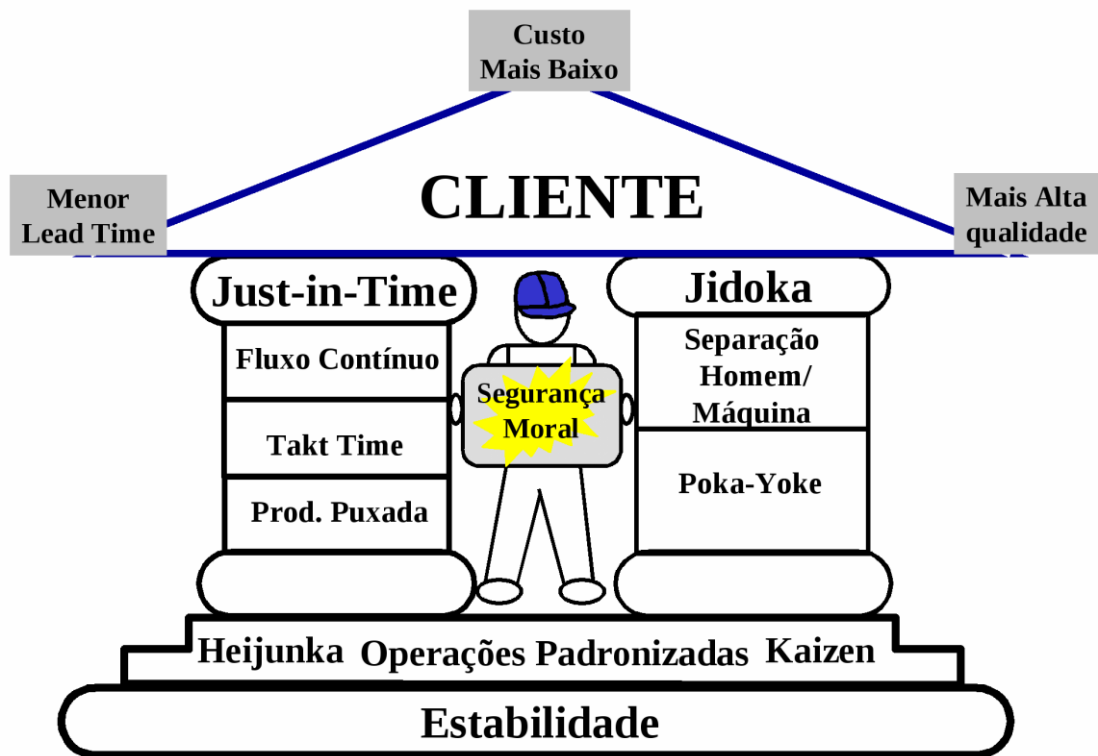 Custo
Mais Baixo
Menor
Lead Time
CLIENTE
Mais Alta
qualidade
Just-in-Time
Jidoka
Fluxo Contínuo
Takt Time
Prod. Puxada
Segurança
Moral
Separação
Homem/
Máquina
Poka-Yoke
Heijunka Operações Padronizadas Kaizen
Estabilidade